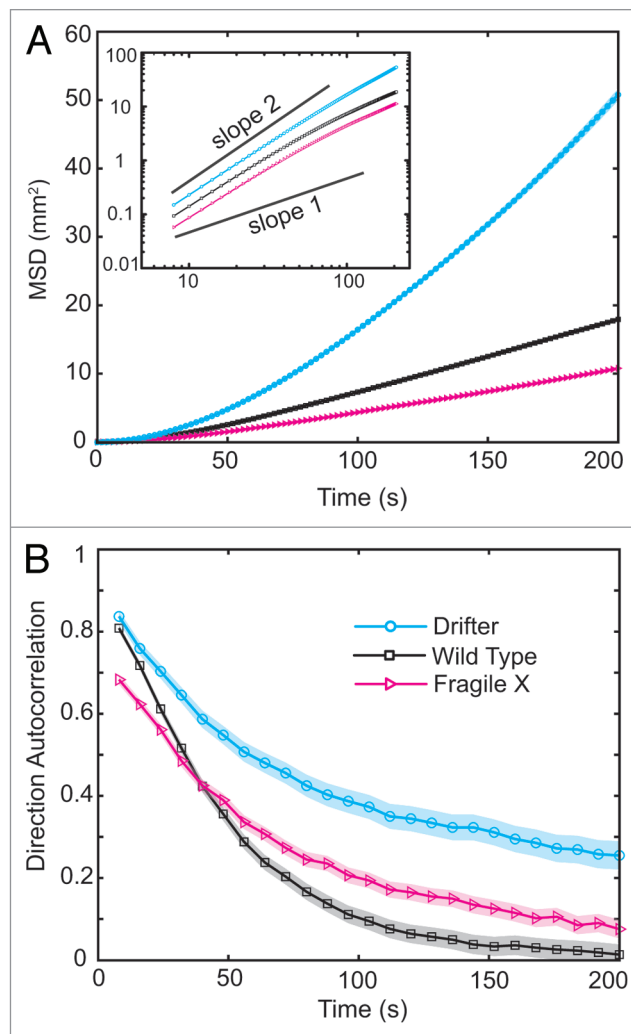 A
60
50
40
30
20
10
0
MSD (mm²)
100
10
1
0.1
0.01
slope 2
slope 1
10
100
0
50
100
150
200
Time (s)
B
1
0.8
0.6
0.4
0.2
0
Direction Autocorrelation
Drifter
Wild Type
Fragile X
0
50
100
150
200
Time (s)